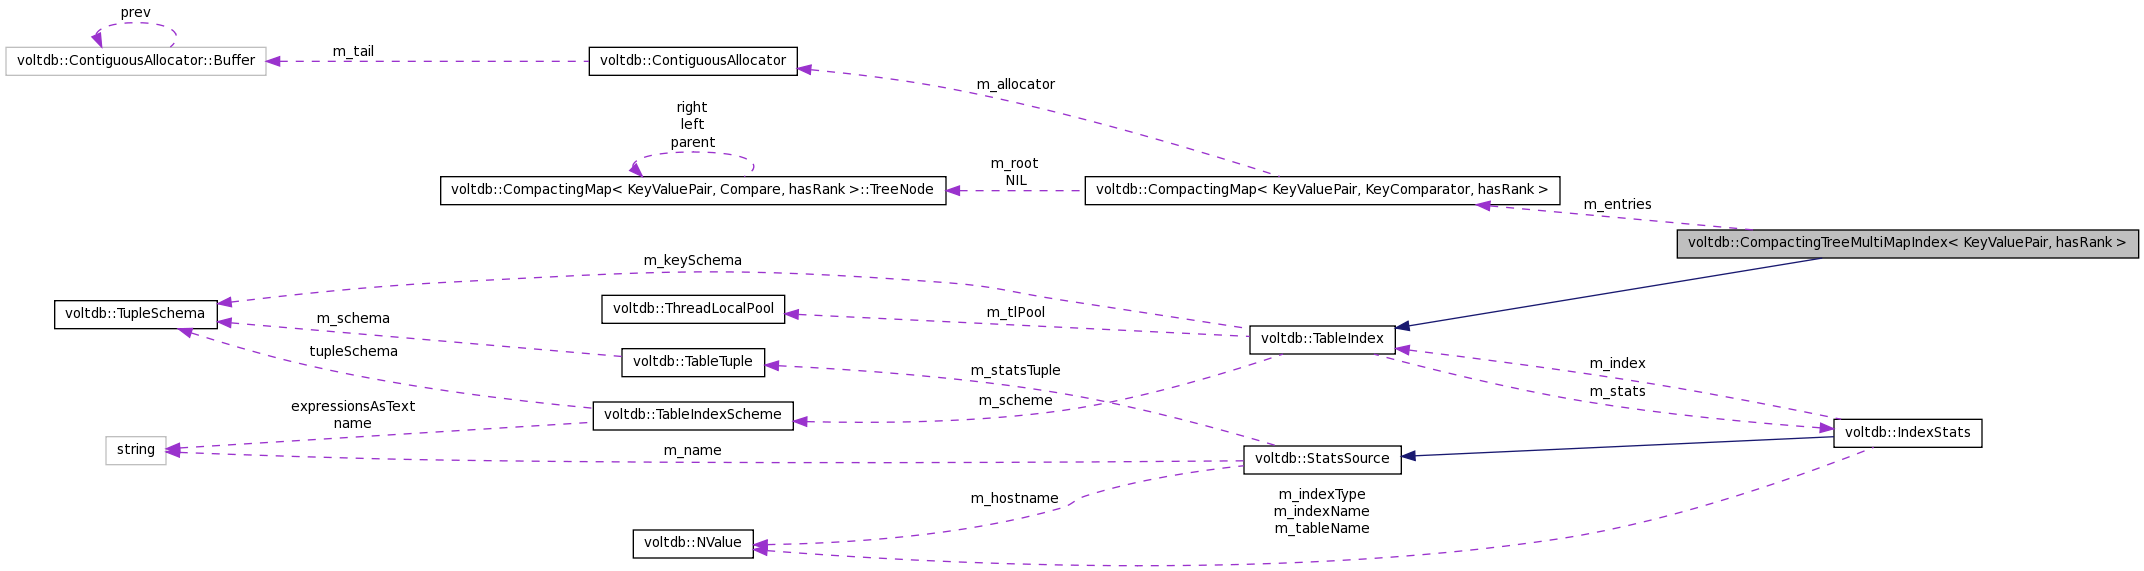 prev
voltdb::ContiguousAllocator::Buffer
m_tail
voltdb::ContiguousAllocator
m_allocator
right
left
parent
voltdb::CompactingMap< KeyValuePair, Compare, hasRank >::TreeNode
m_root
NIL
voltdb::CompactingMap< KeyValuePair, KeyComparator, hasRank >
m_entries
voltdb::CompactingTreeMultiMapIndex< KeyValuePair, hasRank >
m_keySchema
voltdb::TupleSchema
voltdb::ThreadLocalPool
m_tlPool
m_schema
voltdb::TableIndex
tupleSchema
voltdb::TableTuple
m_statsTuple
m_index
m_stats
expressionsAsText
name
voltdb::TableIndexScheme
m_scheme
voltdb::IndexStats
string
m_name
voltdb::StatsSource
m_hostname
m_indexType
m_indexName
m_tableName
voltdb::NValue